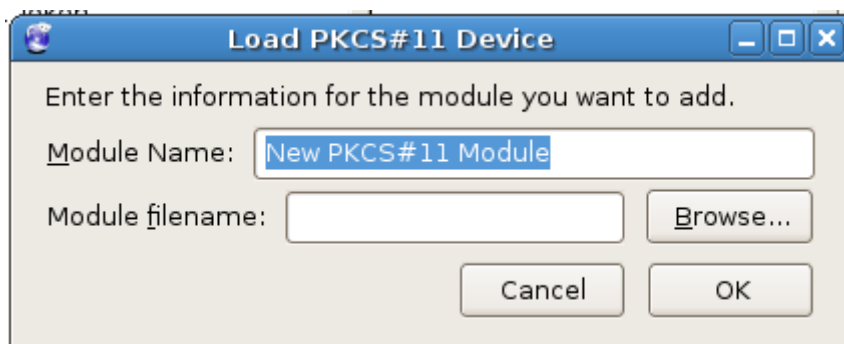 Load PKCS#11 Device
Enter the information for the module you want to add.
Module Name: New PKCS#11 Module
Module filename: Browse...
Cancel OK